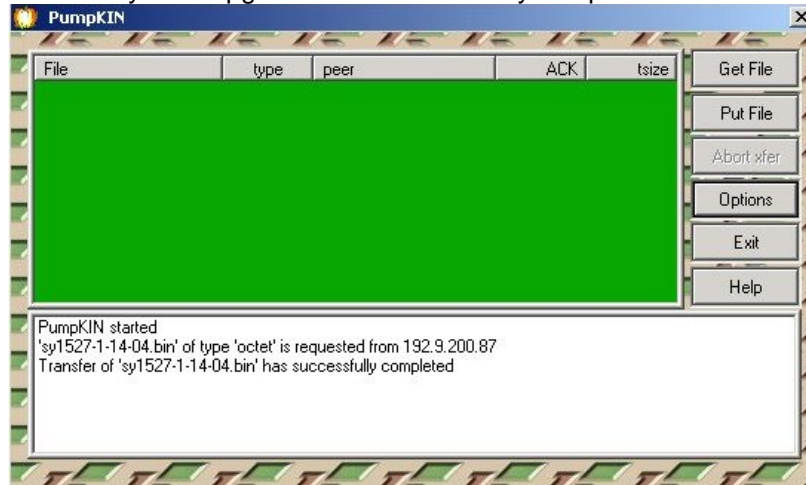 PumpKIN
File type peer ACK tsize
Get File
Put File
Abort xfer
Options
Exit
Help
PumpKIN started
'sy1527-1-14-04.bin' of type 'octet' is requested from 192.9.200.87
Transfer of 'sy1527-1-14-04.bin' has successfully completed